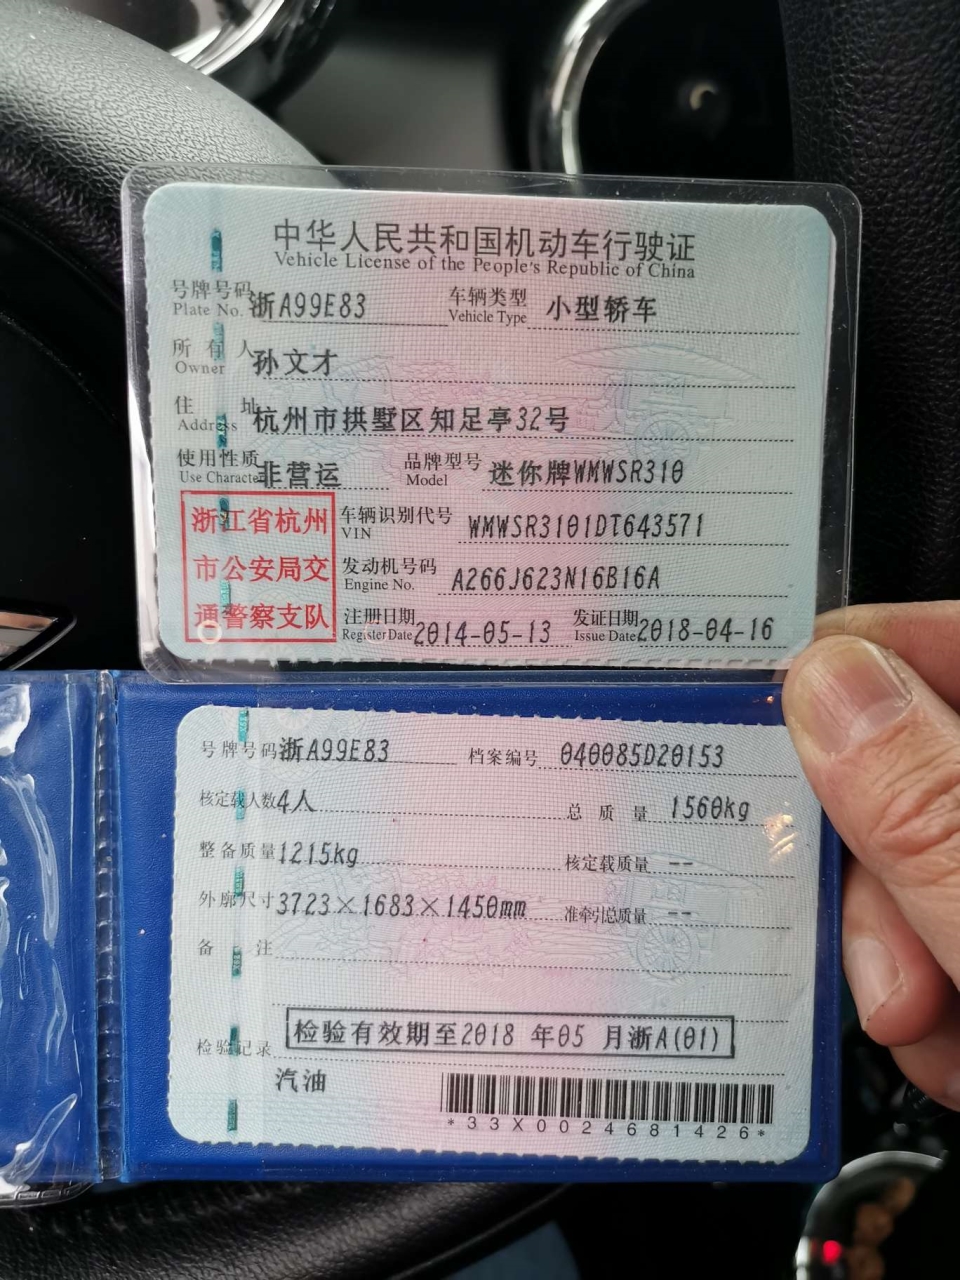 中华人民共和国机动车行驶证
Vehicle License of the People's Republic of China
号牌号码 浙A99E83 车辆类型 小型轿车
Plate No. Vehicle Type
所有人 孙文才
Owner
住址 杭州市拱墅区知足亭32号
Address
使用性质 非营运 品牌型号 迷你牌WMWSR310
Use Character Model
浙江省杭州
市公安局交
通警察支队
车辆识别代号 WMWSR3101DT643571
VIN
发动机号码 A266J623N16B16A
Engine No.
注册日期 2014-05-13 发证日期 2018-04-16
Register Date Issue Date
号牌号码 浙A99E83 档案编号 040085D20153
核定载人数 4人 总质量 1560kg
整备质量 1215kg 核定载质量 --
外廓尺寸 3723×1683×1450mm 准牵引总质量 --
备注
检验记录 检验有效期至2018 年05 月浙A(01)
汽油
*33X0024681426*